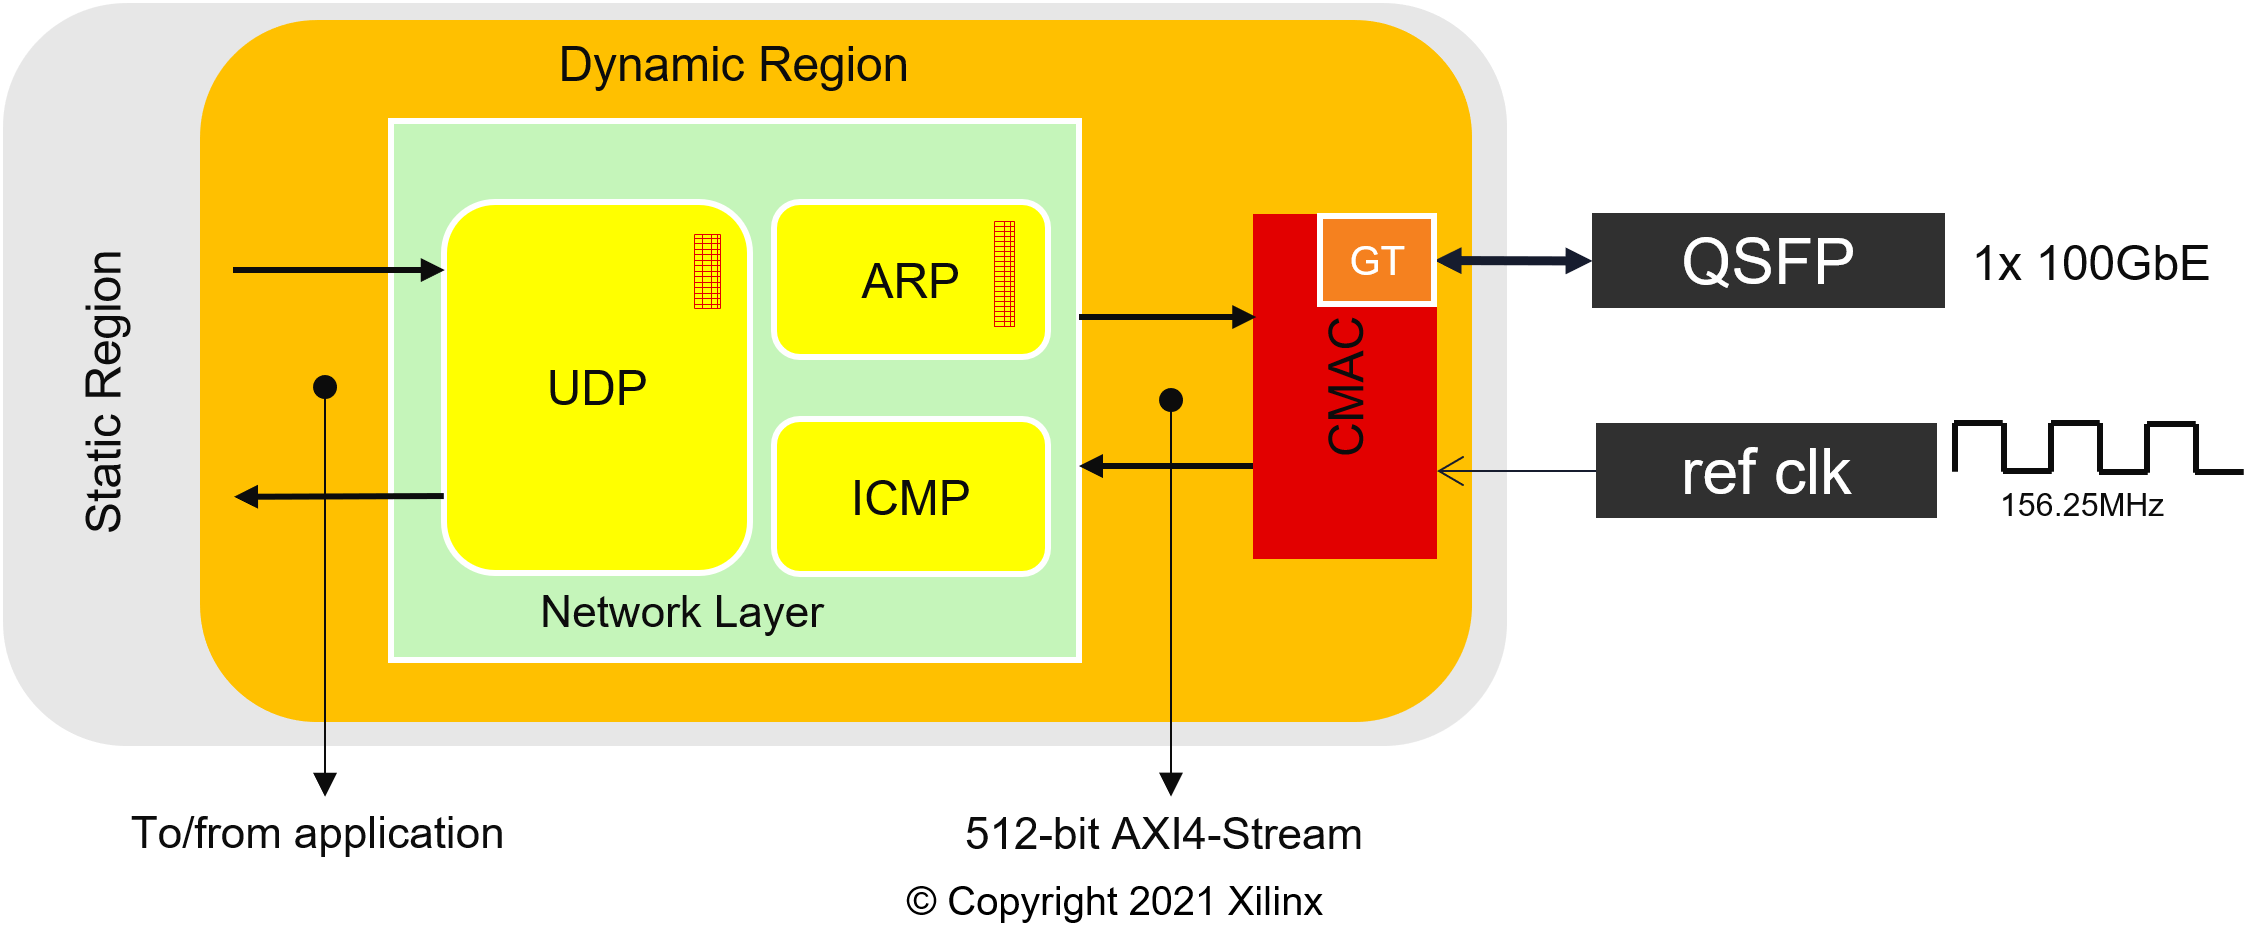 Dynamic Region
Static Region
UDP
ARP
ICMP
Network Layer
GT
CMAC
QSFP
1x 100GbE
ref clk
156.25MHz
To/from application
512-bit AXI4-Stream
© Copyright 2021 Xilinx